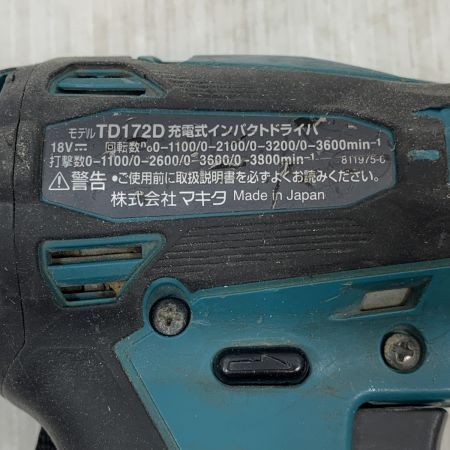 モデル TD172D 充電式インパクトドライバ
18V⎓ 回転数n₀0-1100/0-2100/0-3200/0-3600min⁻¹
打撃数0-1100/0-2600/0-3600/0-3800min⁻¹ 811975-6
⚠警告 ・ご使用前に取扱説明書を必ずよくお読みください。
株式会社マキタ Made in Japan